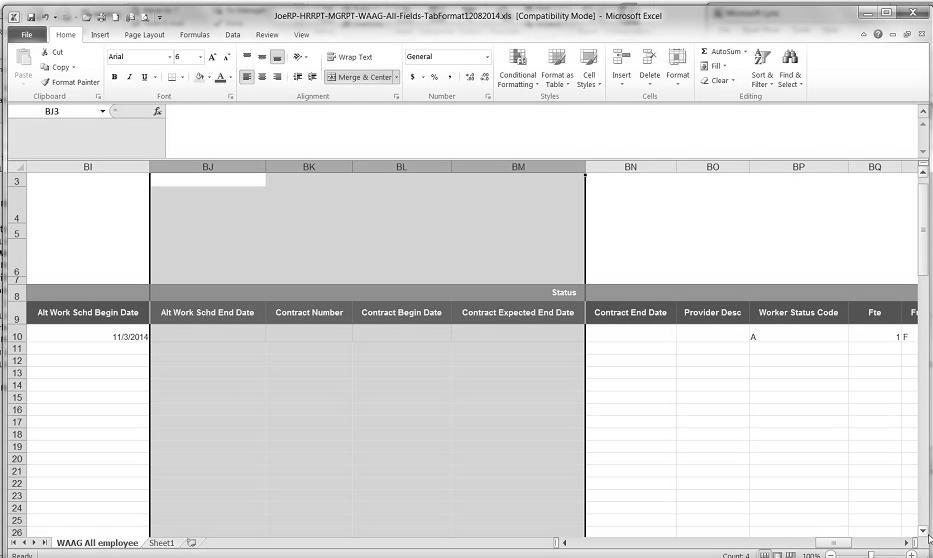 JoeRP-HRRPT-MGRPT-WAAG-All-Fields-TabFormat12082014.xls [Compatibility Mode] - Microsoft Excel
File Home Insert Page Layout Formulas Data Review View
Cut
Copy
Format Painter
Paste
Clipboard
Arial 6
B I U
Font
Wrap Text
Merge & Center
Alignment
General
$ % ,
Number
Conditional Formatting
Format as Table
Cell Styles
Styles
Insert Delete Format
Cells
Σ AutoSum
Fill
Clear
Sort & Filter
Find & Select
Editing
BJ3 fx
BI BJ BK BL BM BN BO BP BQ
3
4
5
6
7
8 Status
9 Alt Work Schd Begin Date Alt Work Schd End Date Contract Number Contract Begin Date Contract Expected End Date Contract End Date Provider Desc Worker Status Code Fte
10 11/3/2014 A 1 F
11
12
13
14
15
16
17
18
19
20
21
22
23
24
25
26
WAAG All employee Sheet1
Ready Count: 4 100%